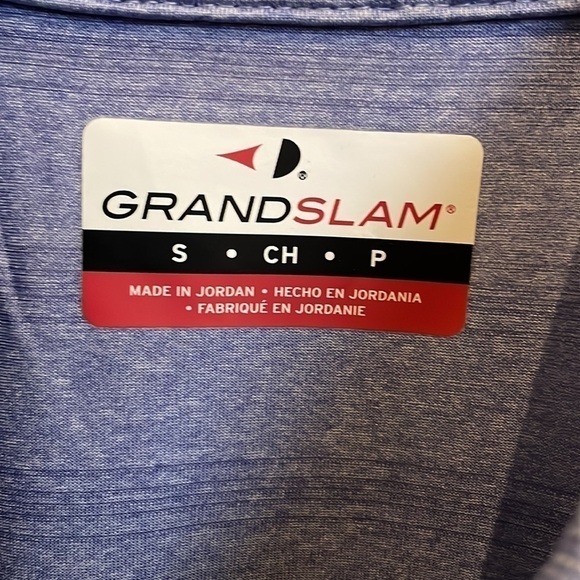 GRANDSLAM®
S • CH • P
MADE IN JORDAN • HECHO EN JORDANIA
• FABRIQUÉ EN JORDANIE